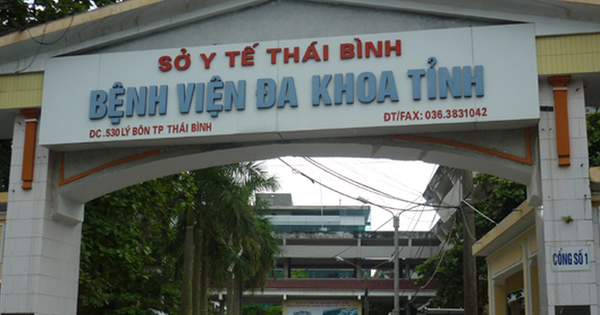 SỞ Y TẾ THÁI BÌNH
BỆNH VIỆN ĐA KHOA TỈNH
ĐC .530 LÝ BÔN TP THÁI BÌNH
DT/FAX: 036.3831042
CỔNG SỐ 1